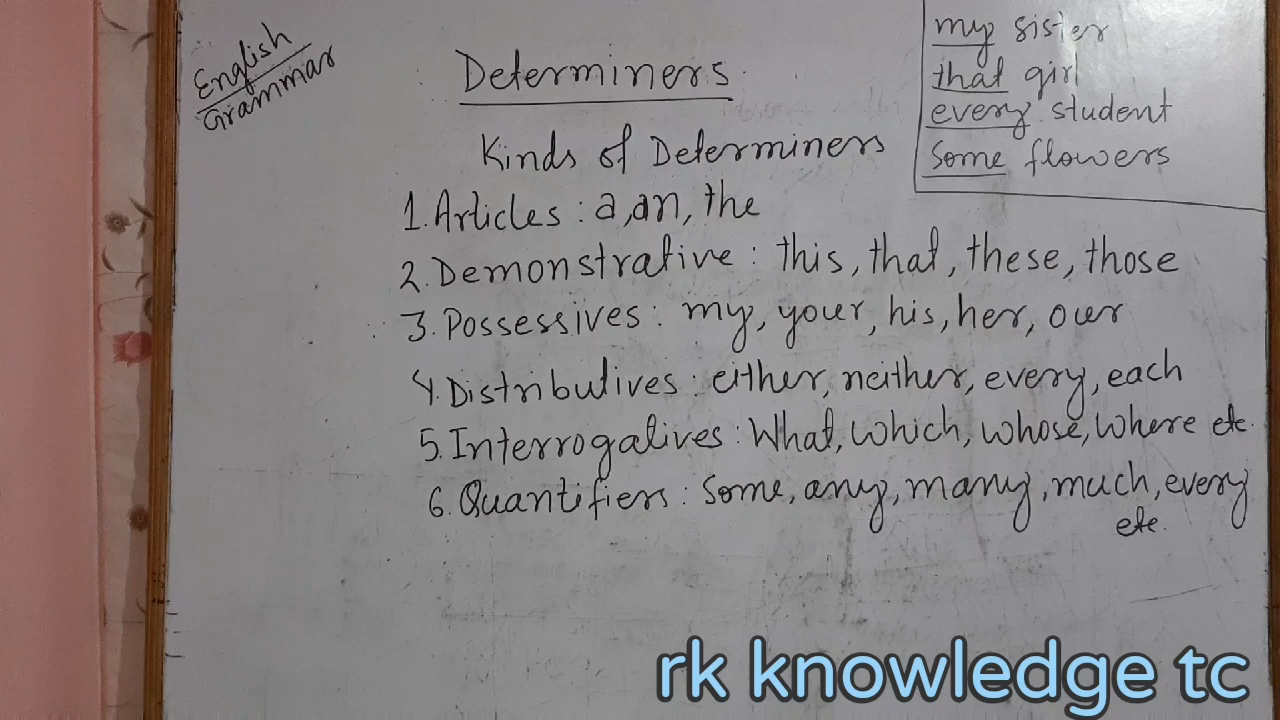 English
Grammar
Determiners
my sister
that girl
every student
some flowers
Kinds of Determiners
1. Articles : a, an, the
2. Demonstrative : this, that, these, those
3. Possessives : my, your, his, her, our
4. Distributives : either, neither, every, each
5. Interrogatives : What, which, whose, where etc.
6. Quantifiers : some, any, many, much, every
etc.
rk knowledge tc